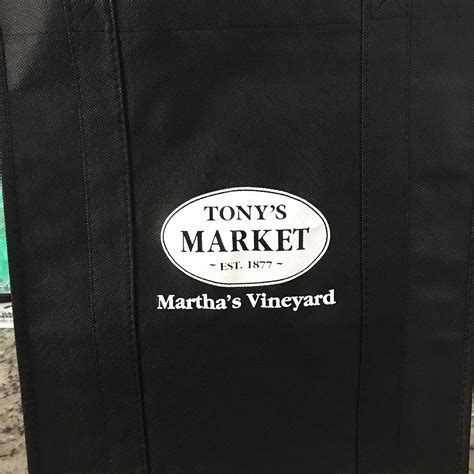 TONY'S
MARKET
~ EST. 1877 ~
Martha's Vineyard